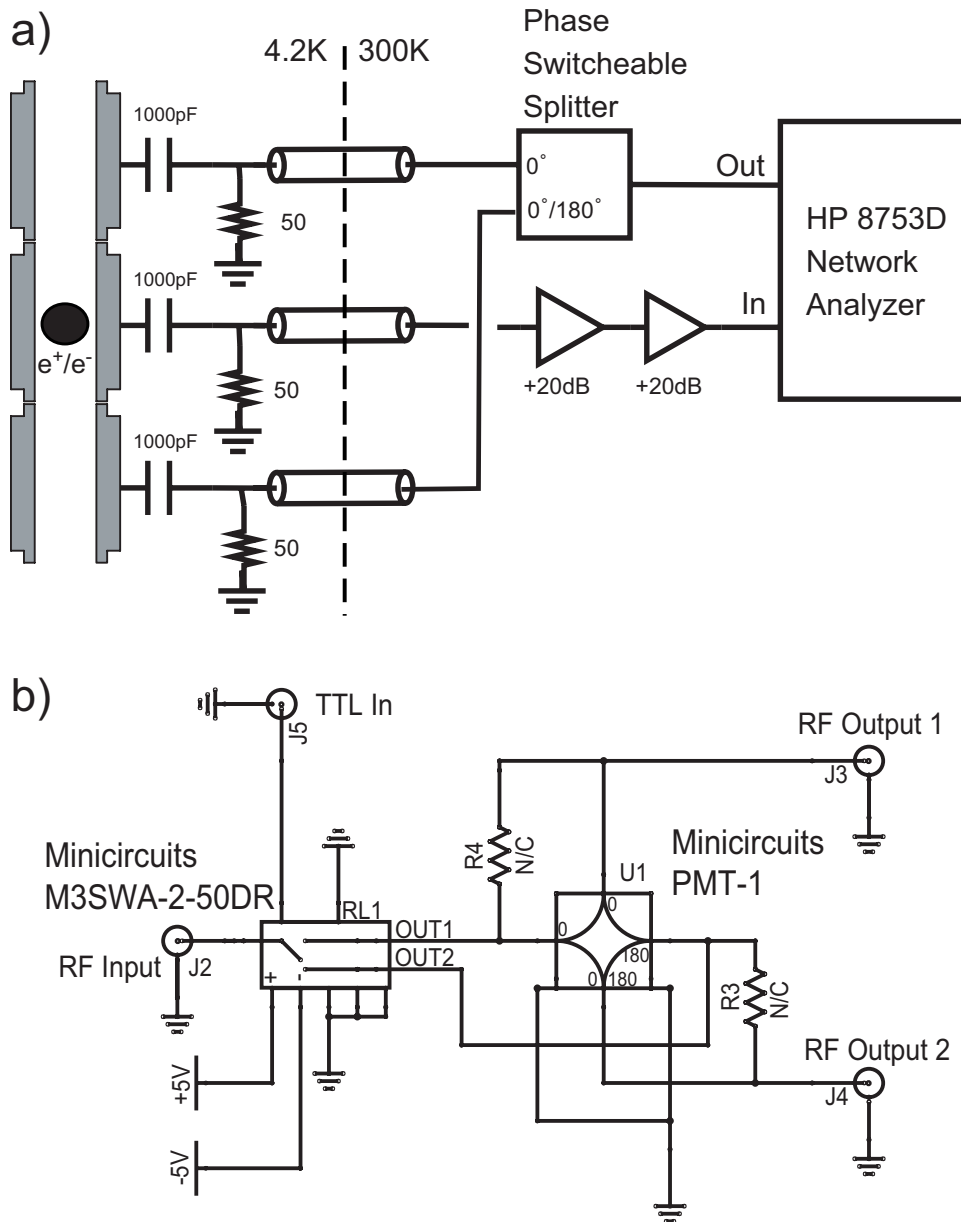 a)
4.2K
300K
Phase
Switcheable
Splitter
1000pF
0°
Out
0°/180°
50
HP 8753D
Network
Analyzer
1000pF
In
e+/e-
+20dB
+20dB
50
1000pF
50
b)
TTL In
J5
RF Output 1
J3
Minicircuits
M3SWA-2-50DR
R4
N/C
Minicircuits
PMT-1
U1
RL1
OUT1
OUT2
0
0
180
0
180
RF Input
J2
+
-
R3
N/C
RF Output 2
J4
+5V
-5V